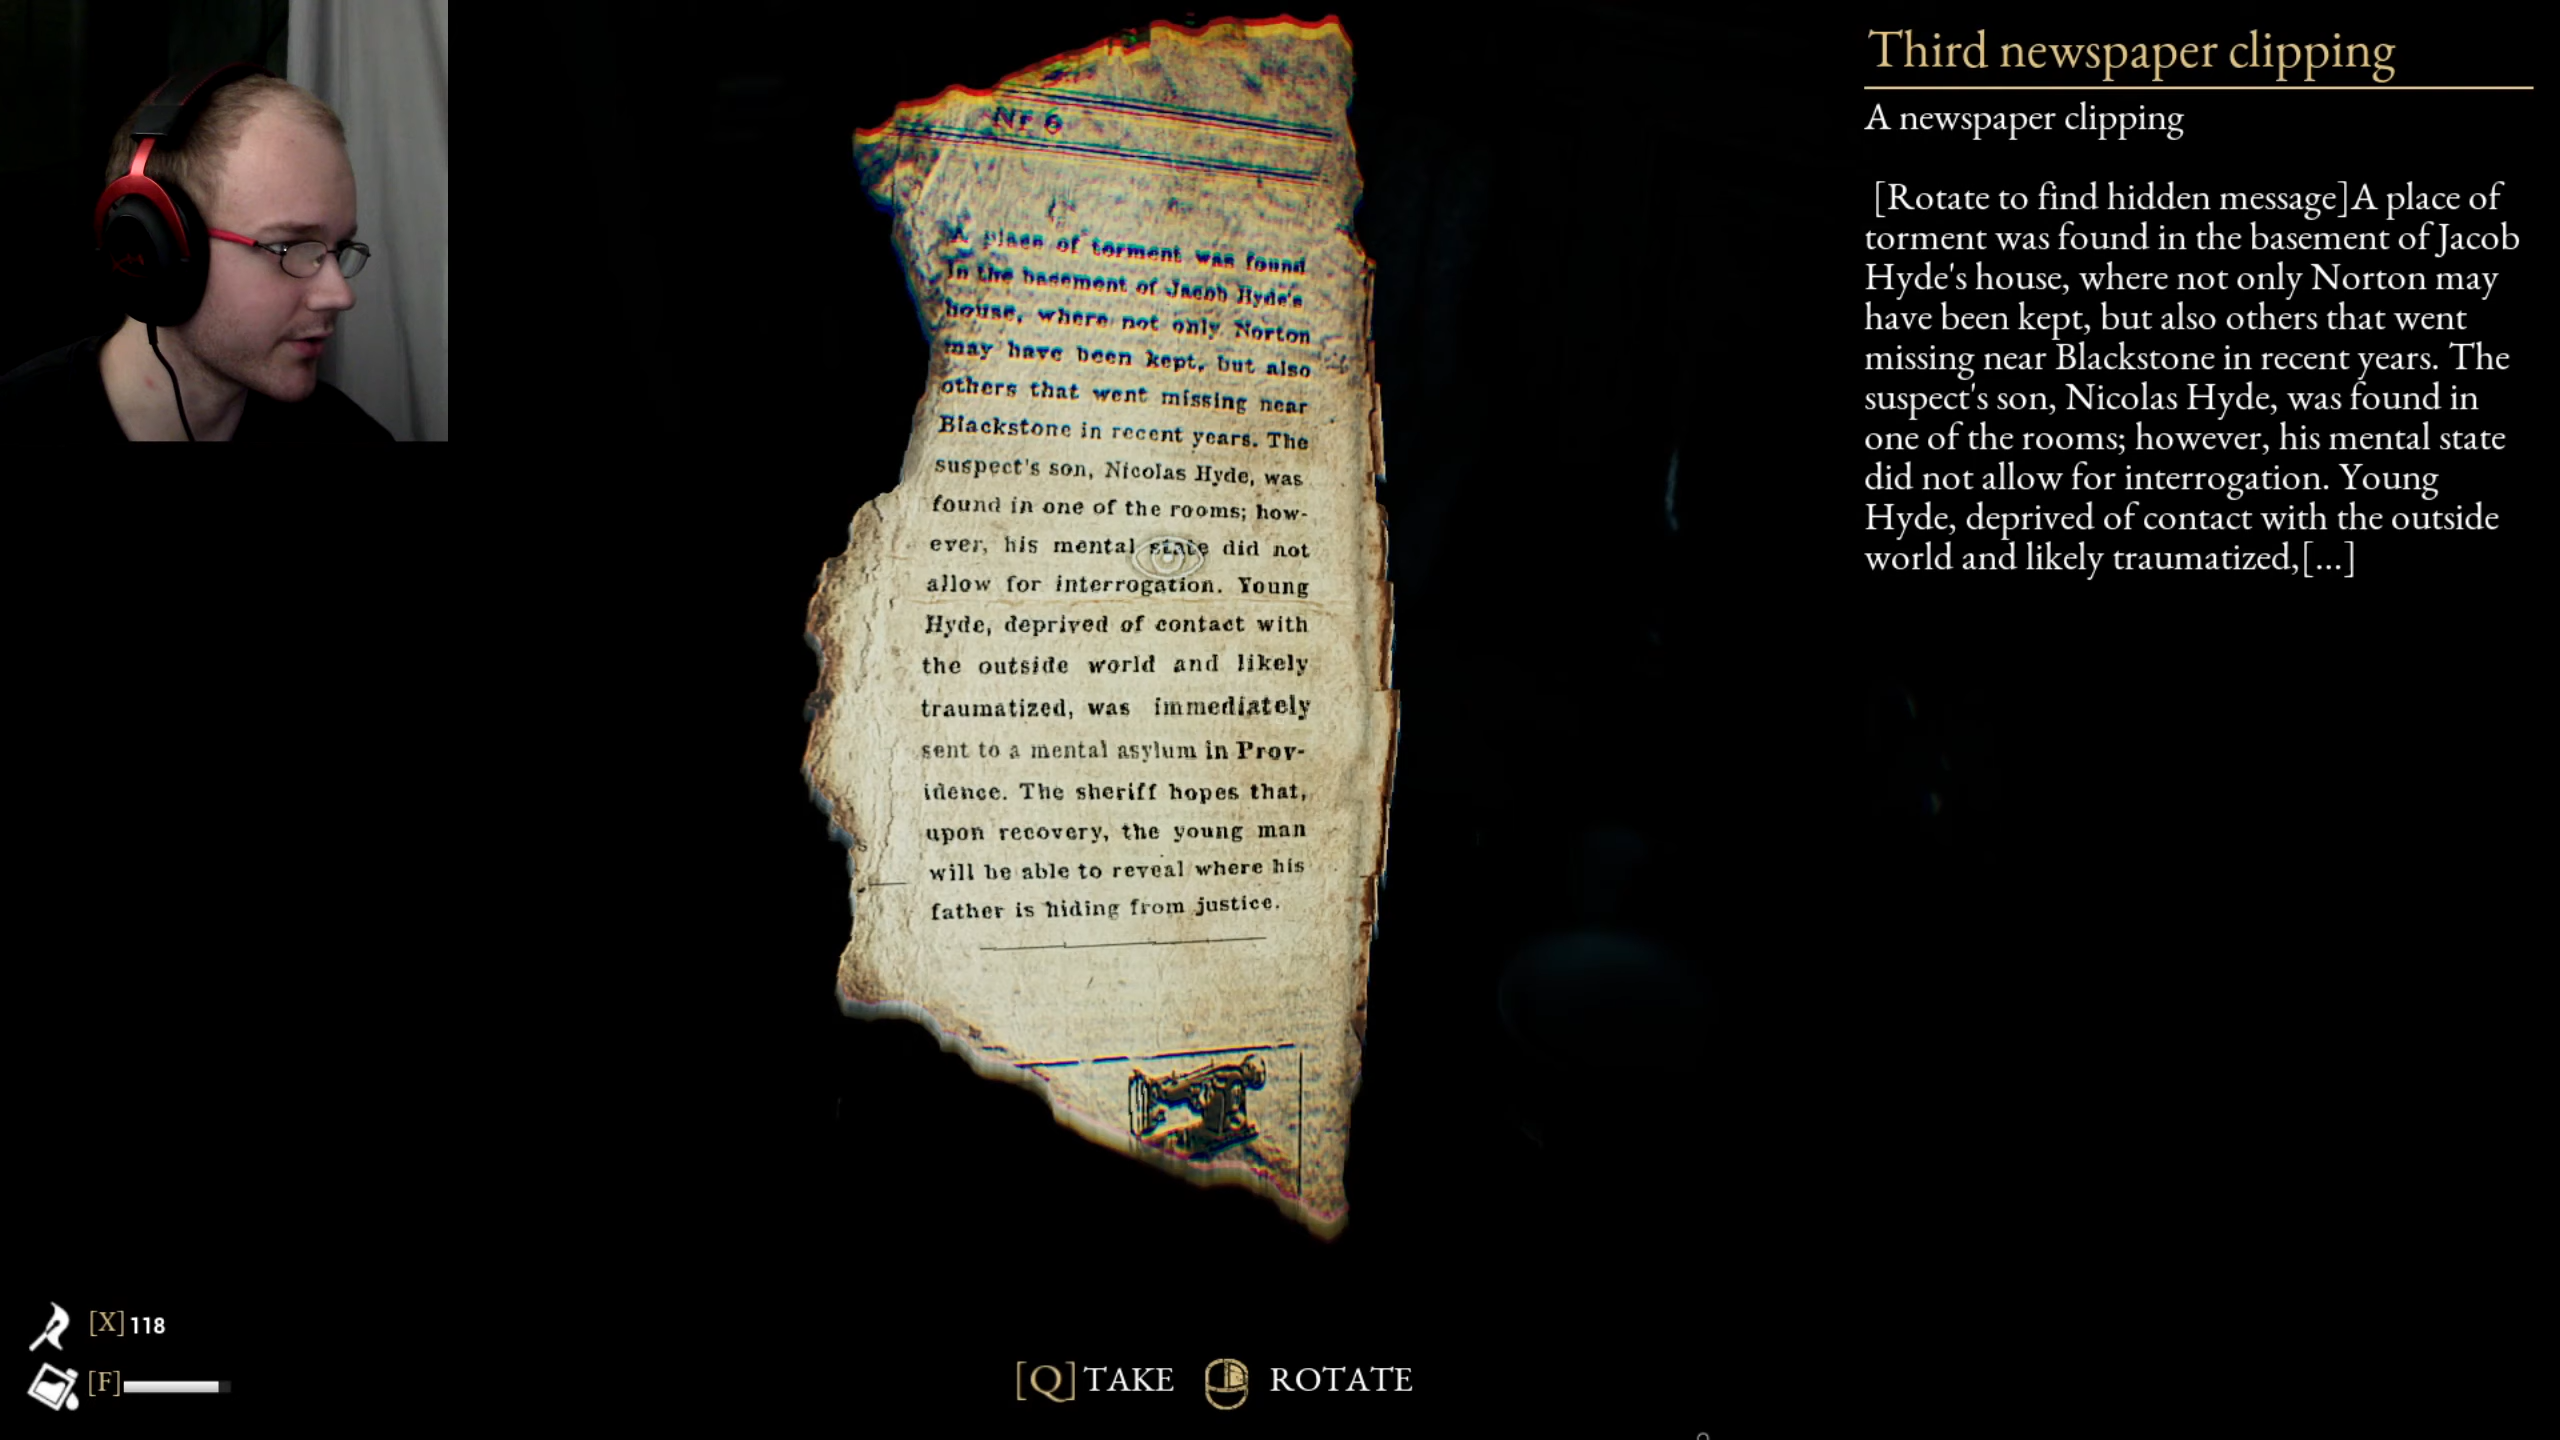 Nr 6
A place of torment was found
in the basement of Jacob Hyde's
house, where not only Norton
may have been kept, but also
others that went missing near
Blackstone in recent years. The
suspect's son, Nicolas Hyde, was
found in one of the rooms; how-
ever, his mental state did not
allow for interrogation. Young
Hyde, deprived of contact with
the outside world and likely
traumatized, was immediately
sent to a mental asylum in Prov-
idence. The sheriff hopes that,
upon recovery, the young man
will be able to reveal where his
father is hiding from justice.
Third newspaper clipping
A newspaper clipping
[Rotate to find hidden message]A place of
torment was found in the basement of Jacob
Hyde's house, where not only Norton may
have been kept, but also others that went
missing near Blackstone in recent years. The
suspect's son, Nicolas Hyde, was found in
one of the rooms; however, his mental state
did not allow for interrogation. Young
Hyde, deprived of contact with the outside
world and likely traumatized,[...]
[X] 118
[F]
[Q] TAKE ROTATE